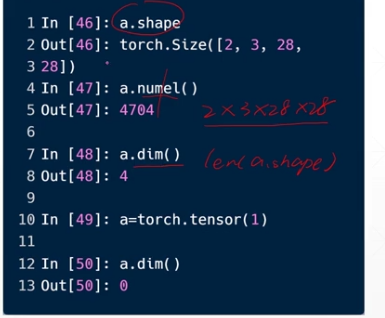 1 In [46]: a.shape
2 Out[46]: torch.Size([2, 3, 28,
3 28])
4 In [47]: a.numel()
5 Out[47]: 4704 2×3×28×28
6
7 In [48]: a.dim() len(a.shape)
8 Out[48]: 4
9
10 In [49]: a=torch.tensor(1)
11
12 In [50]: a.dim()
13 Out[50]: 0